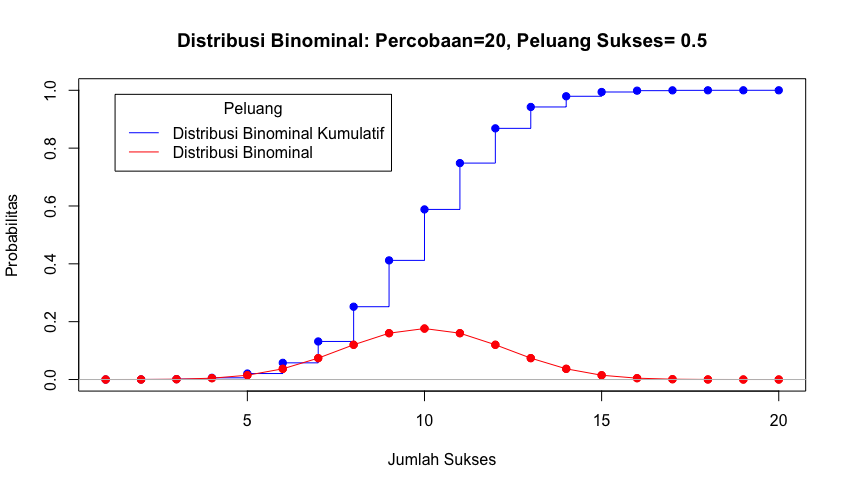 Distribusi Binominal: Percobaan=20, Peluang Sukses= 0.5
Peluang
Distribusi Binominal Kumulatif
Distribusi Binominal
Probabilitas
1.0
0.8
0.6
0.4
0.2
0.0
5
10
15
20
Jumlah Sukses